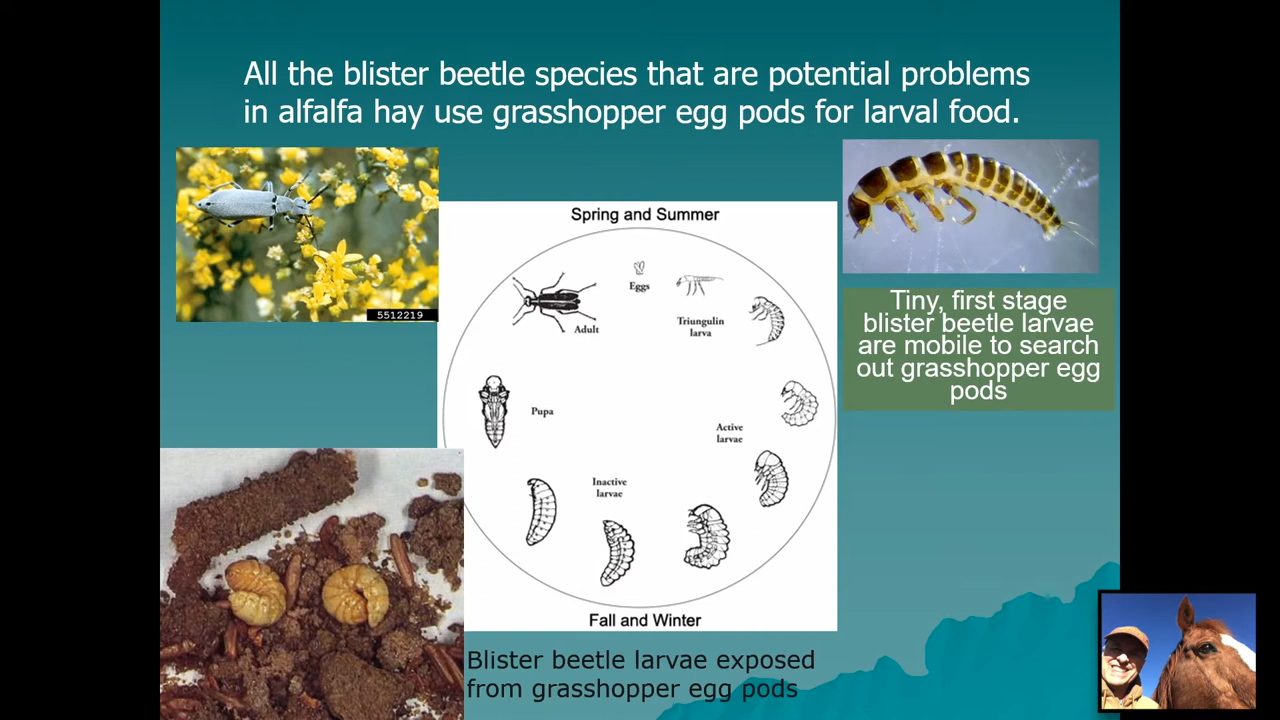 All the blister beetle species that are potential problems
in alfalfa hay use grasshopper egg pods for larval food.
5512219
Spring and Summer
Eggs
Adult
Triungulin
larva
Pupa
Active
larvae
Inactive
larvae
Fall and Winter
Tiny, first stage
blister beetle larvae
are mobile to search
out grasshopper egg
pods
Blister beetle larvae exposed
from grasshopper egg pods